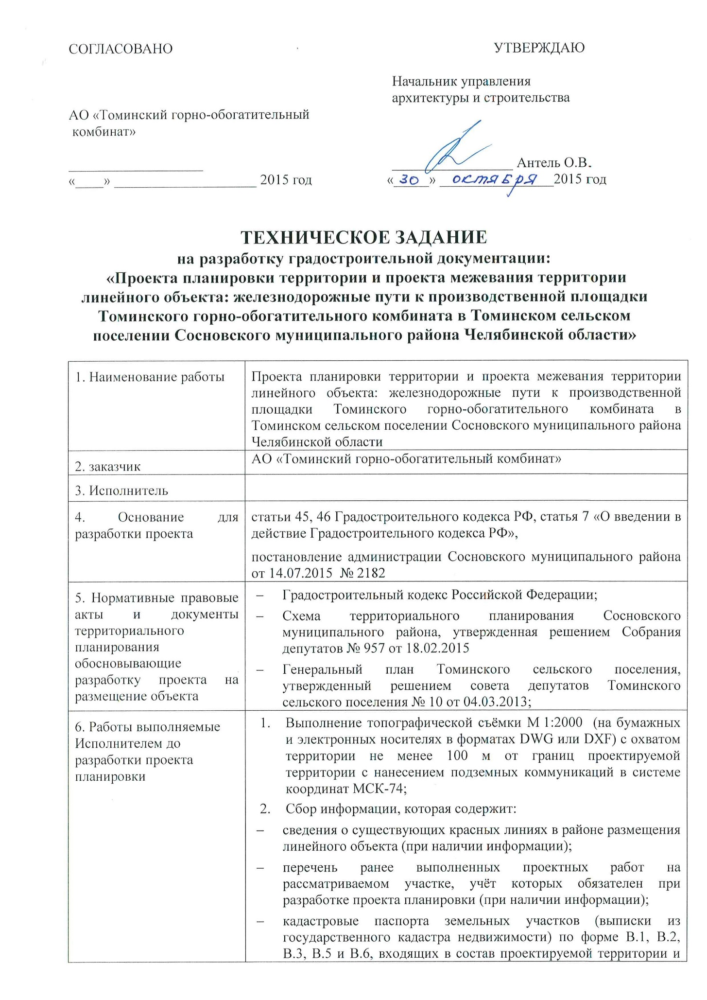 СОГЛАСОВАНО
УТВЕРЖДАЮ
Начальник управления
архитектуры и строительства
АО «Томинский горно-обогатительный
комбинат»
____________________ 
«____» _____________________ 2015 год
__________________ Антель О.В.
«30» октября 2015 год
ТЕХНИЧЕСКОЕ ЗАДАНИЕ
на разработку градостроительной документации:
«Проекта планировки территории и проекта межевания территории
линейного объекта: железнодорожные пути к производственной площадки
Томинского горно-обогатительного комбината в Томинском сельском
поселении Сосновского муниципального района Челябинской области»
1. Наименование работы
Проекта планировки территории и проекта межевания территории
линейного объекта: железнодорожные пути к производственной
площадки Томинского горно-обогатительного комбината в
Томинском сельском поселении Сосновского муниципального района
Челябинской области
2. заказчик
АО «Томинский горно-обогатительный комбинат»
3. Исполнитель
4. Основание для
разработки проекта
статьи 45, 46 Градостроительного кодекса РФ, статья 7 «О введении в
действие Градостроительного кодекса РФ»,
постановление администрации Сосновского муниципального района
от 14.07.2015 № 2182
5. Нормативные правовые
акты и документы
территориального
планирования
обосновывающие
разработку проекта на
размещение объекта
– Градостроительный кодекс Российской Федерации;
– Схема территориального планирования Сосновского
муниципального района, утвержденная решением Собрания
депутатов № 957 от 18.02.2015
– Генеральный план Томинского сельского поселения,
утвержденный решением совета депутатов Томинского
сельского поселения № 10 от 04.03.2013;
6. Работы выполняемые
Исполнителем до
разработки проекта
планировки
1. Выполнение топографической съёмки М 1:2000 (на бумажных
и электронных носителях в форматах DWG или DXF) с охватом
территории не менее 100 м от границ проектируемой
территории с нанесением подземных коммуникаций в системе
координат МСК-74;
2. Сбор информации, которая содержит:
– сведения о существующих красных линиях в районе размещения
линейного объекта (при наличии информации);
– перечень ранее выполненных проектных работ на
рассматриваемом участке, учёт которых обязателен при
разработке проекта планировки (при наличии информации);
– кадастровые паспорта земельных участков (выписки из
государственного кадастра недвижимости) по форме В.1, В.2,
В.3, В.5 и В.6, входящих в состав проектируемой территории и